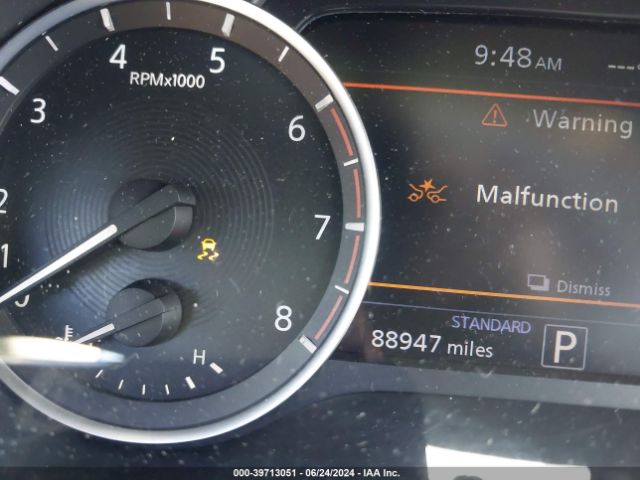 9:48 AM
---°
4
5
RPMx1000
3
6
2
7
1
8
H
Warning
Malfunction
Dismiss
STANDARD
88947 miles
P
000-39713051 - 06/24/2024 - IAA Inc.